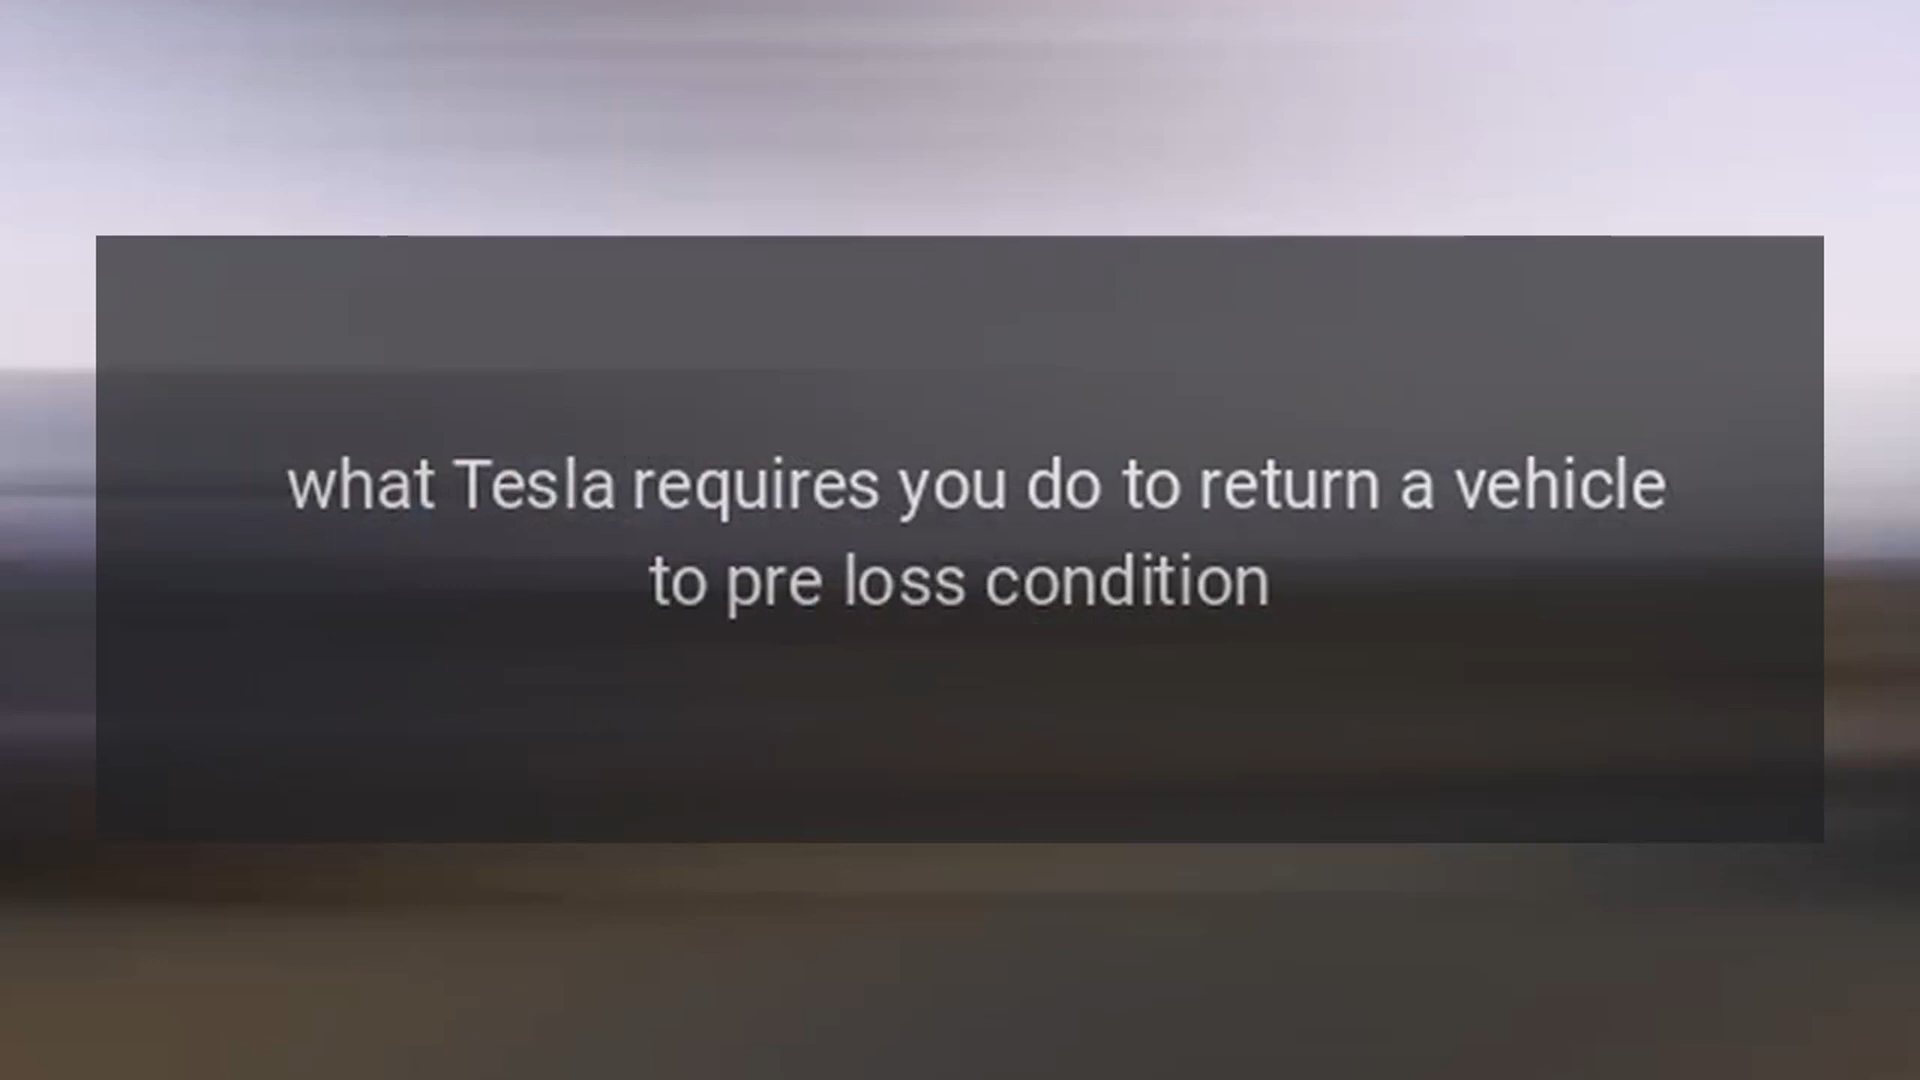 what Tesla requires you do to return a vehicle
to pre loss condition